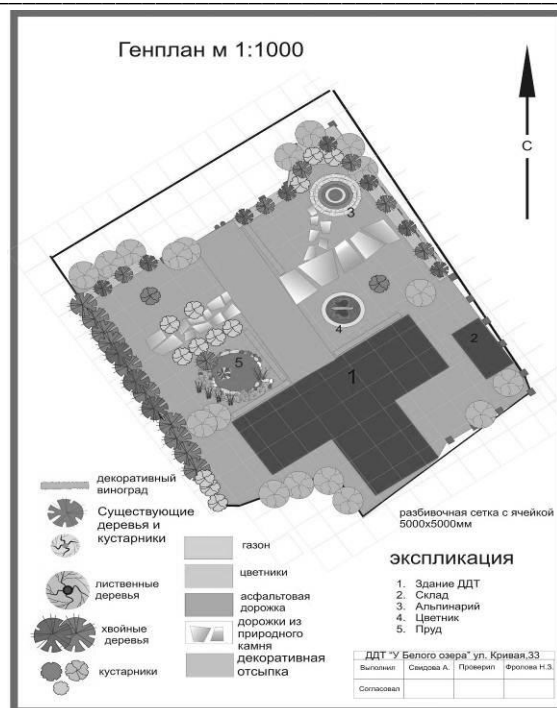 Генплан м 1:1000
С
3
4
5
1
2
декоративный
виноград
Существующие
деревья и
кустарники
лиственные
деревья
хвойные
деревья
кустарники
газон
цветники
асфальтовая
дорожка
дорожки из
природного
камня
декоративная
отсыпка
разбивочная сетка с ячейкой
5000x5000мм
экспликация
1. Здание ДДТ
2. Склад
3. Альпинарий
4. Цветник
5. Пруд
ДДТ "У Белого озера" ул. Кривая,33
Выполнил Свидова А. Проверил Фролова Н.З.
Согласовал